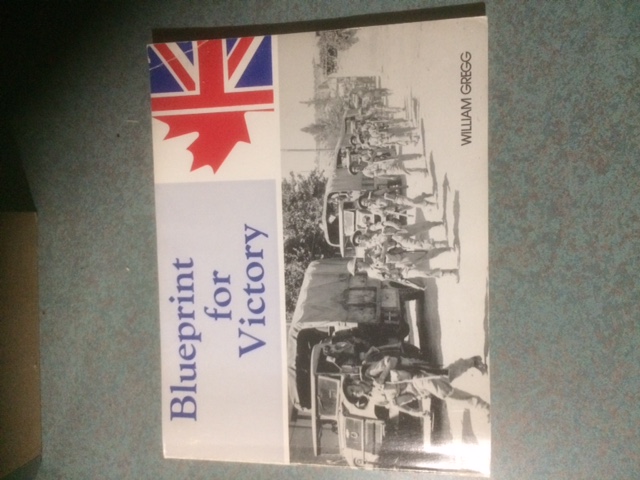 Blueprint
for
Victory
WILLIAM GREGG